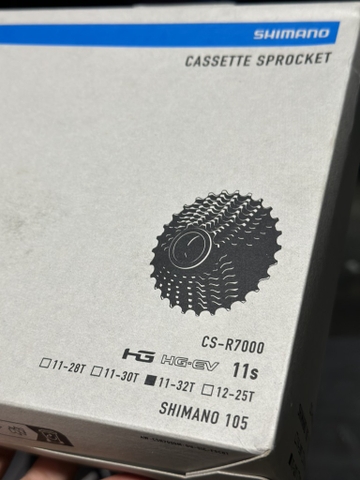 SHIMANO
CASSETTE SPROCKET
CS-R7000
HG HG-EV 11s
□11-28T □11-30T ■11-32T □12-25T
SHIMANO 105